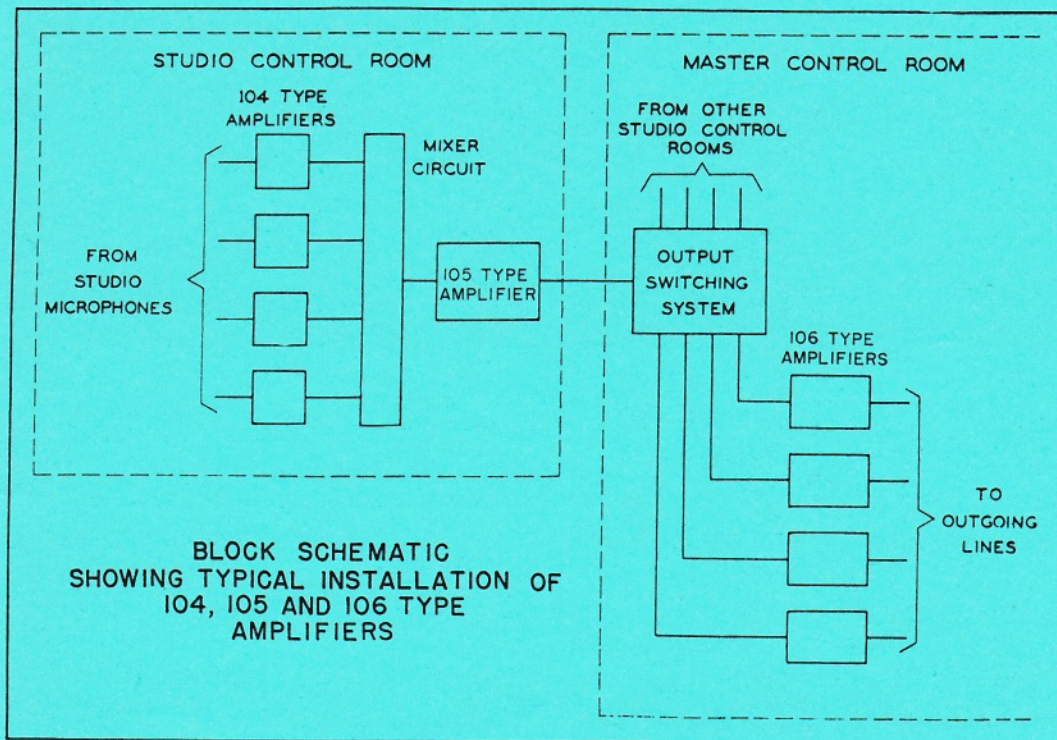 STUDIO CONTROL ROOM
104 TYPE
AMPLIFIERS
MIXER
CIRCUIT
FROM
STUDIO
MICROPHONES
105 TYPE
AMPLIFIER
MASTER CONTROL ROOM
FROM OTHER
STUDIO CONTROL
ROOMS
OUTPUT
SWITCHING
SYSTEM
106 TYPE
AMPLIFIERS
TO
OUTGOING
LINES
BLOCK SCHEMATIC
SHOWING TYPICAL INSTALLATION OF
104, 105 AND 106 TYPE
AMPLIFIERS